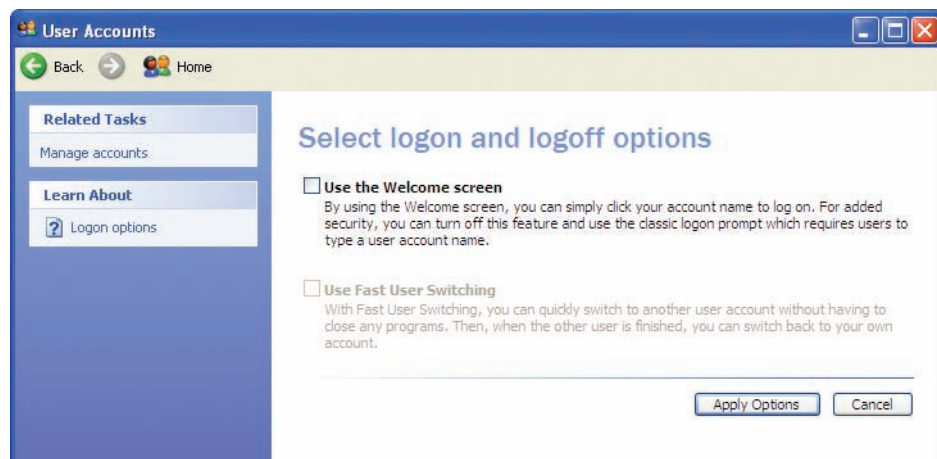 User Accounts
Back Home
Related Tasks
Manage accounts
Learn About
Logon options
Select logon and logoff options
Use the Welcome screen
By using the Welcome screen, you can simply click your account name to log on. For added
security, you can turn off this feature and use the classic logon prompt which requires users to
type a user account name.
Use Fast User Switching
With Fast User Switching, you can quickly switch to another user account without having to
close any programs. Then, when the other user is finished, you can switch back to your own
account.
Apply Options Cancel